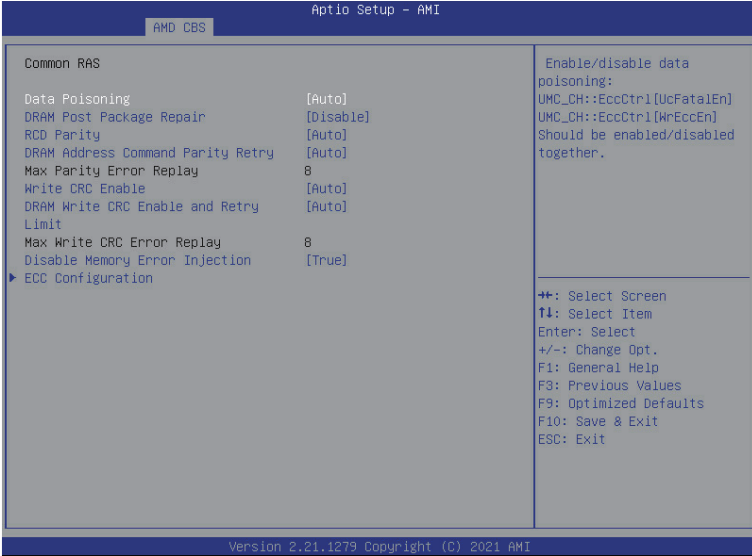 Aptio Setup – AMI
AMD CBS
Common RAS
Data Poisoning [Auto]
DRAM Post Package Repair [Disable]
RCD Parity [Auto]
DRAM Address Command Parity Retry [Auto]
Max Parity Error Replay 8
Write CRC Enable [Auto]
DRAM Write CRC Enable and Retry [Auto]
Limit
Max Write CRC Error Replay 8
Disable Memory Error Injection [True]
ECC Configuration
Enable/disable data
poisoning:
UMC_CH::EccCtrl[UcFatalEn]
UMC_CH::EccCtrl[WrEccEn]
Should be enabled/disabled
together.
→←: Select Screen
↑↓: Select Item
Enter: Select
+/-: Change Opt.
F1: General Help
F3: Previous Values
F9: Optimized Defaults
F10: Save & Exit
ESC: Exit
Version 2.21.1279 Copyright (C) 2021 AMI